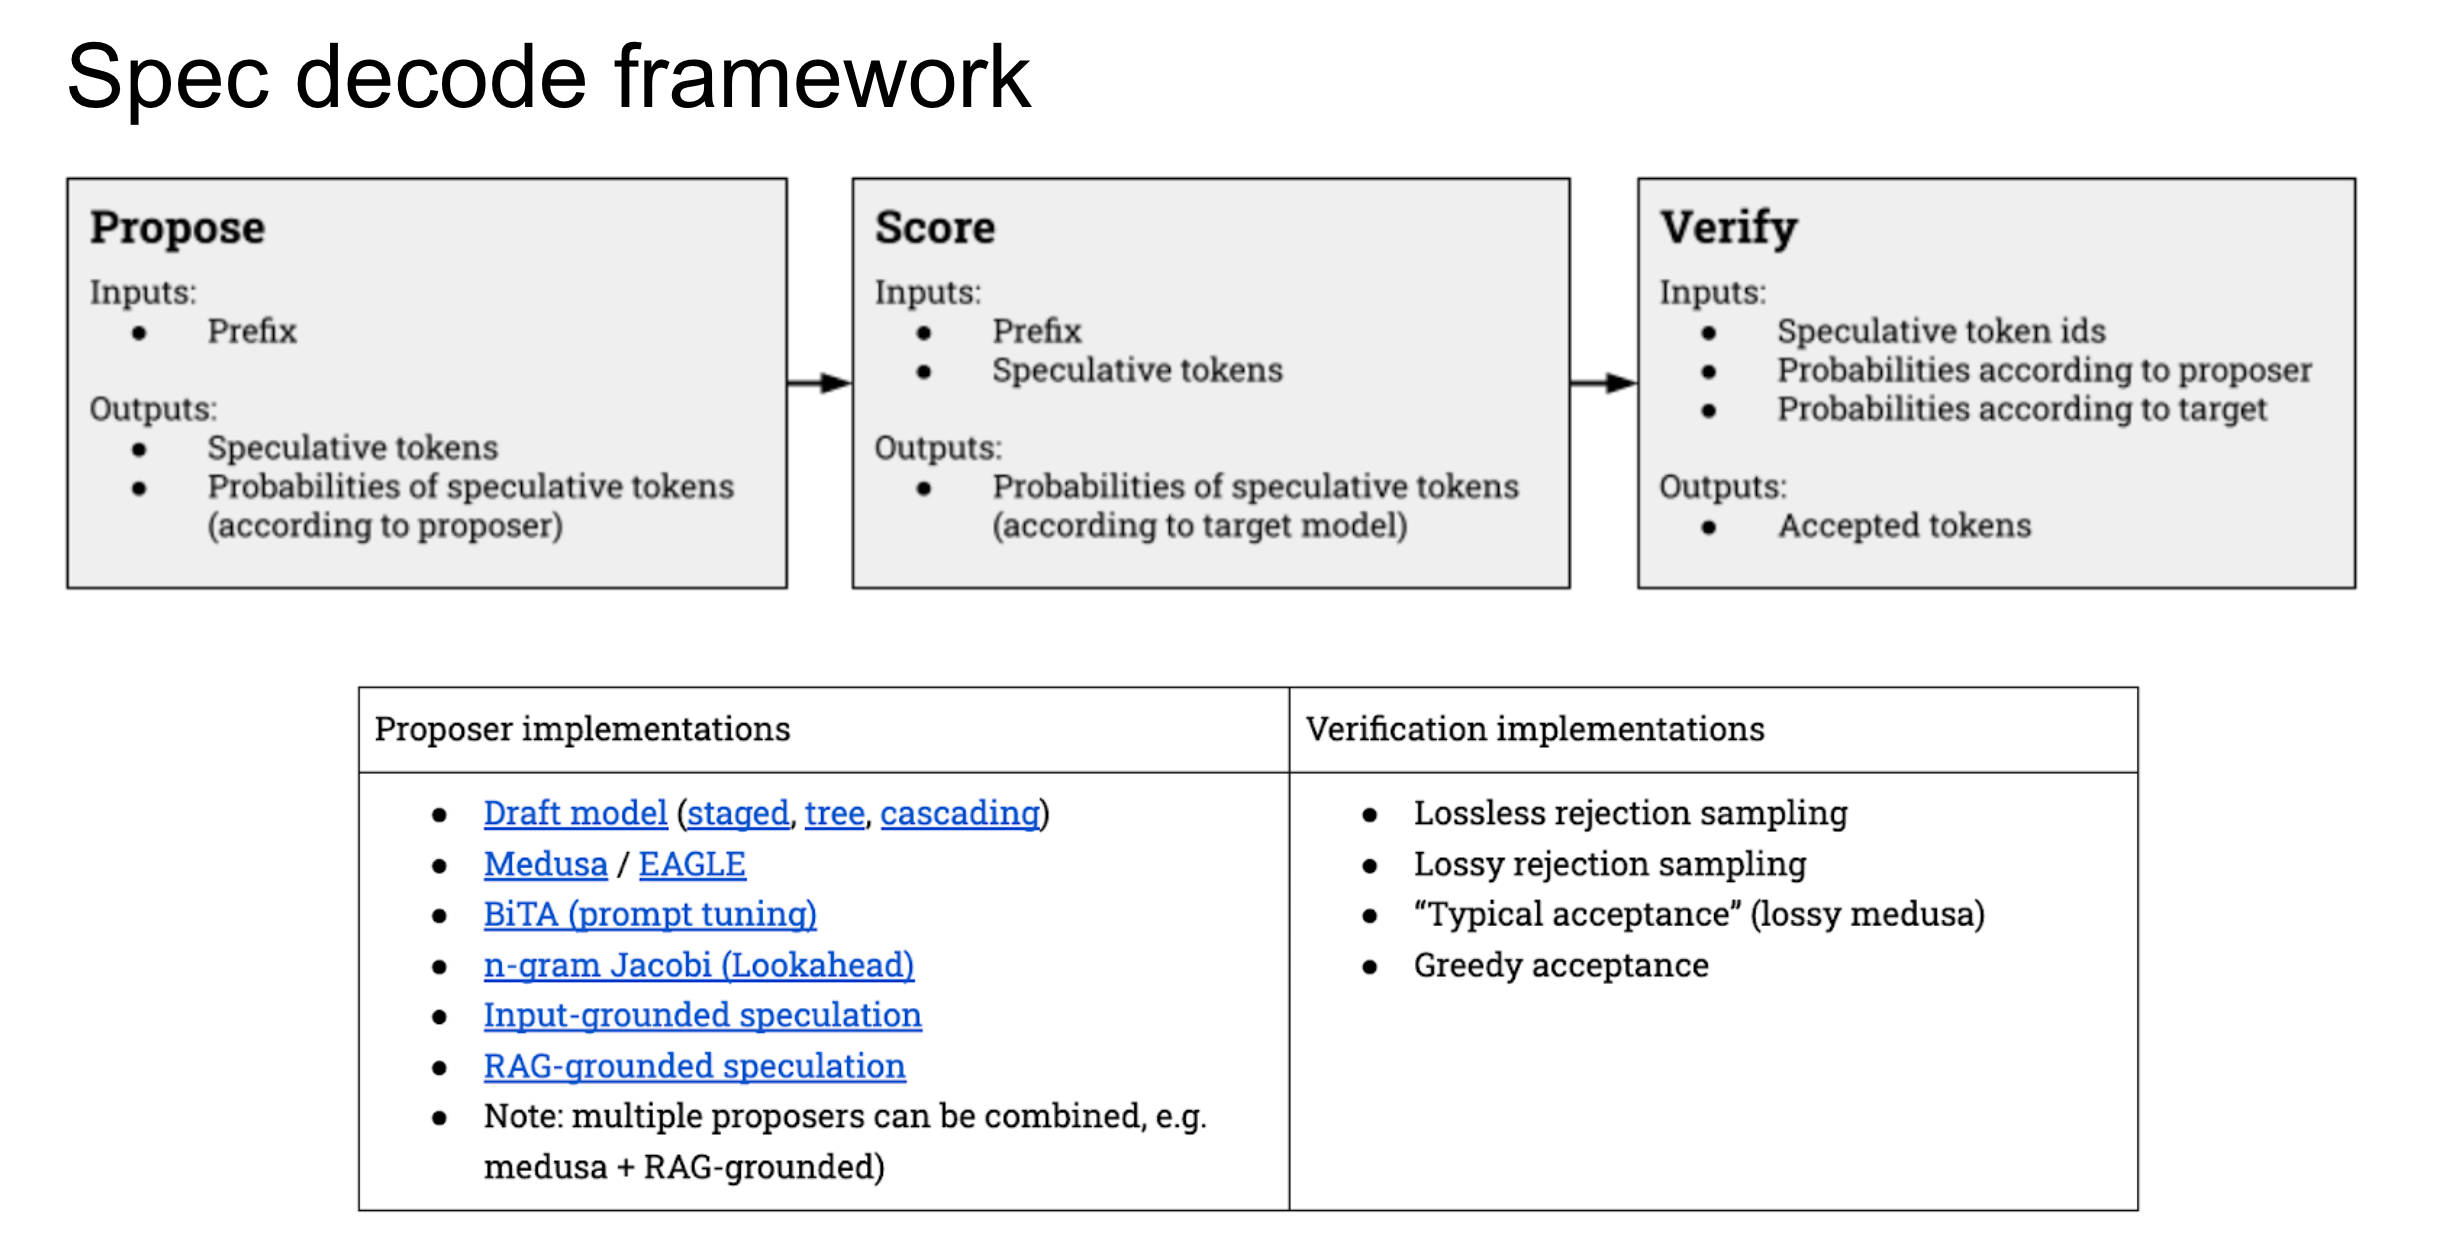 Spec decode framework
Propose
Inputs:
● Prefix
Outputs:
● Speculative tokens
● Probabilities of speculative tokens
(according to proposer)
Score
Inputs:
● Prefix
● Speculative tokens
Outputs:
● Probabilities of speculative tokens
(according to target model)
Verify
Inputs:
● Speculative token ids
● Probabilities according to proposer
● Probabilities according to target
Outputs:
● Accepted tokens
Proposer implementations
● Draft model (staged, tree, cascading)
● Medusa / EAGLE
● BiTA (prompt tuning)
● n-gram Jacobi (Lookahead)
● Input-grounded speculation
● RAG-grounded speculation
● Note: multiple proposers can be combined, e.g.
medusa + RAG-grounded)
Verification implementations
● Lossless rejection sampling
● Lossy rejection sampling
● “Typical acceptance” (lossy medusa)
● Greedy acceptance